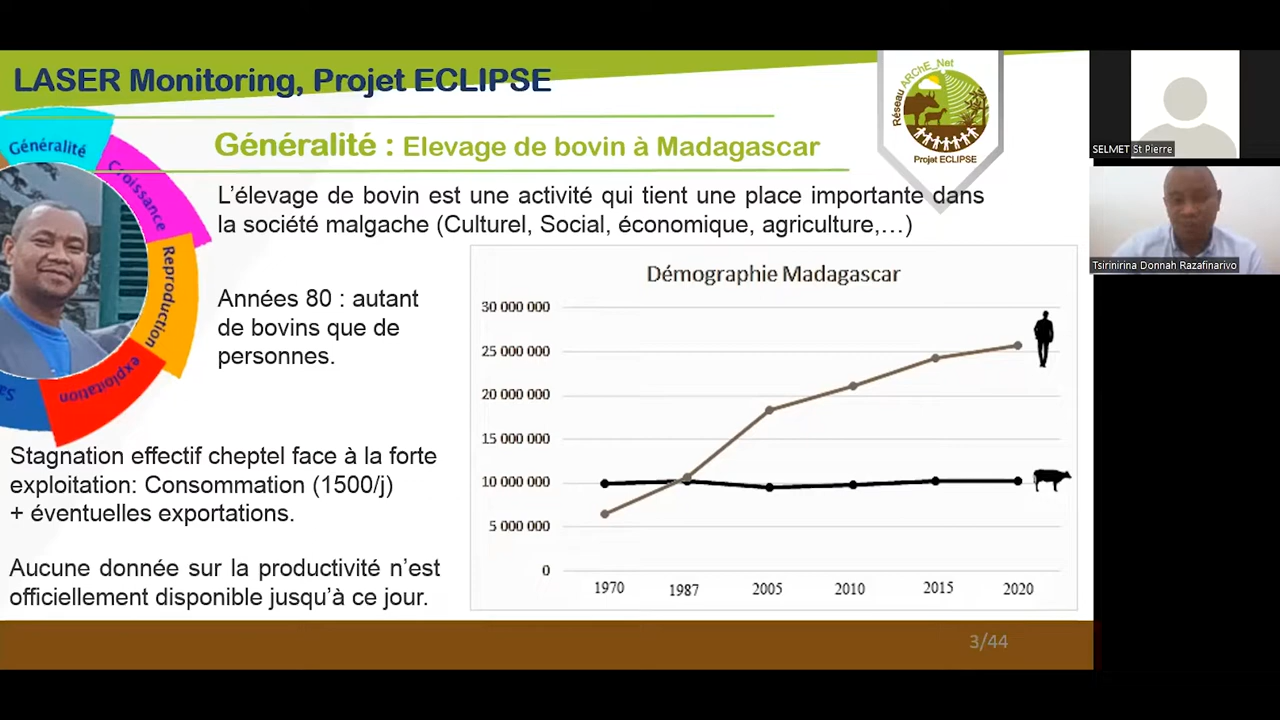 LASER Monitoring, Projet ECLIPSE
Réseau ARChE_Net
Projet ECLIPSE
Généralité : Elevage de bovin à Madagascar
Généralité
Croissance
Reproduction
exploitation
Sa
L’élevage de bovin est une activité qui tient une place importante dans
la société malgache (Culturel, Social, économique, agriculture,…)
Années 80 : autant
de bovins que de
personnes.
Stagnation effectif cheptel face à la forte
exploitation: Consommation (1500/j)
+ éventuelles exportations.
Aucune donnée sur la productivité n’est
officiellement disponible jusqu’à ce jour.
Démographie Madagascar
30 000 000
25 000 000
20 000 000
15 000 000
10 000 000
5 000 000
0
1970 1987 2005 2010 2015 2020
3/44
SELMET St Pierre
Tsiririna Donnah Razafinarivo